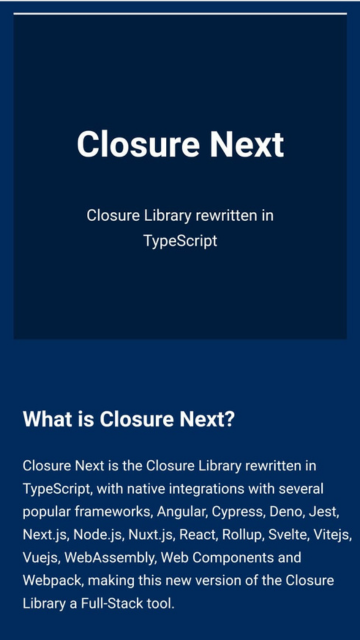 Closure Next
Closure Library rewritten in
TypeScript
What is Closure Next?
Closure Next is the Closure Library rewritten in
TypeScript, with native integrations with several
popular frameworks, Angular, Cypress, Deno, Jest,
Next.js, Node.js, Nuxt.js, React, Rollup, Svelte, Vitejs,
Vuejs, WebAssembly, Web Components and
Webpack, making this new version of the Closure
Library a Full-Stack tool.